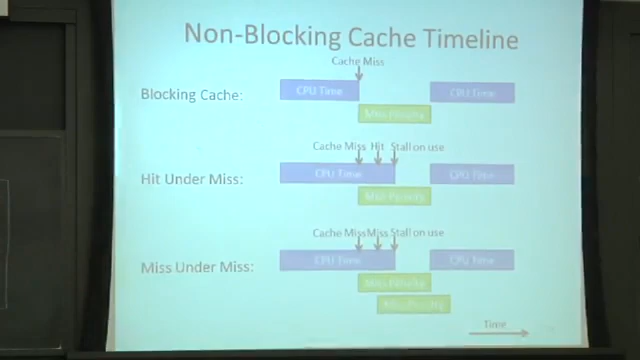 Non-Blocking Cache Timeline
Cache Miss
Blocking Cache: CPU Time CPU Time
Miss Penalty
Cache Miss Hit Stall on use
Hit Under Miss: CPU Time CPU Time
Miss Penalty
Cache Miss Miss Stall on use
Miss Under Miss: CPU Time CPU Time
Miss Penalty
Miss Penalty
Time